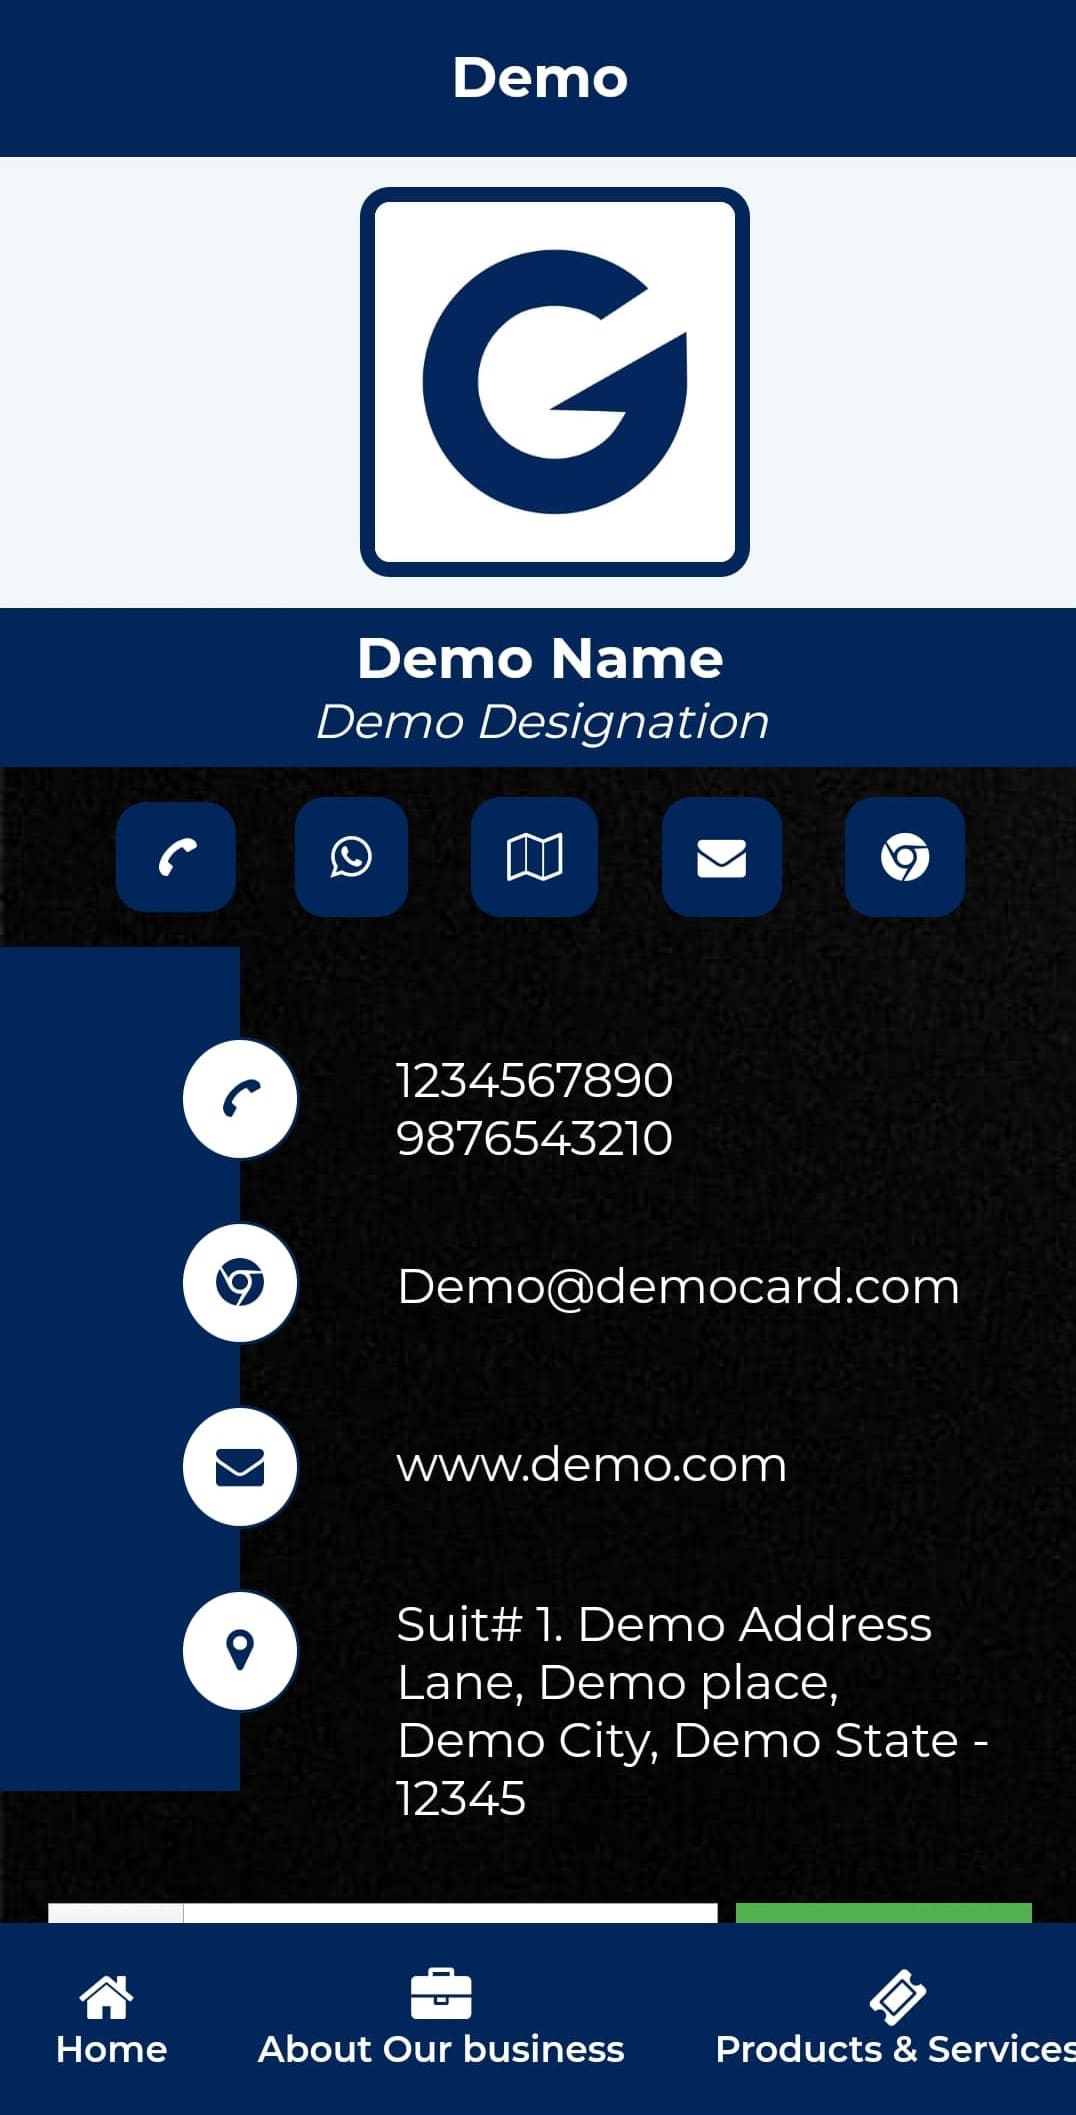 Demo
Demo Name
Demo Designation
1234567890
9876543210
Demo@democard.com
www.demo.com
Suit# 1. Demo Address
Lane, Demo place,
Demo City, Demo State -
12345
Home
About Our business
Products & Services